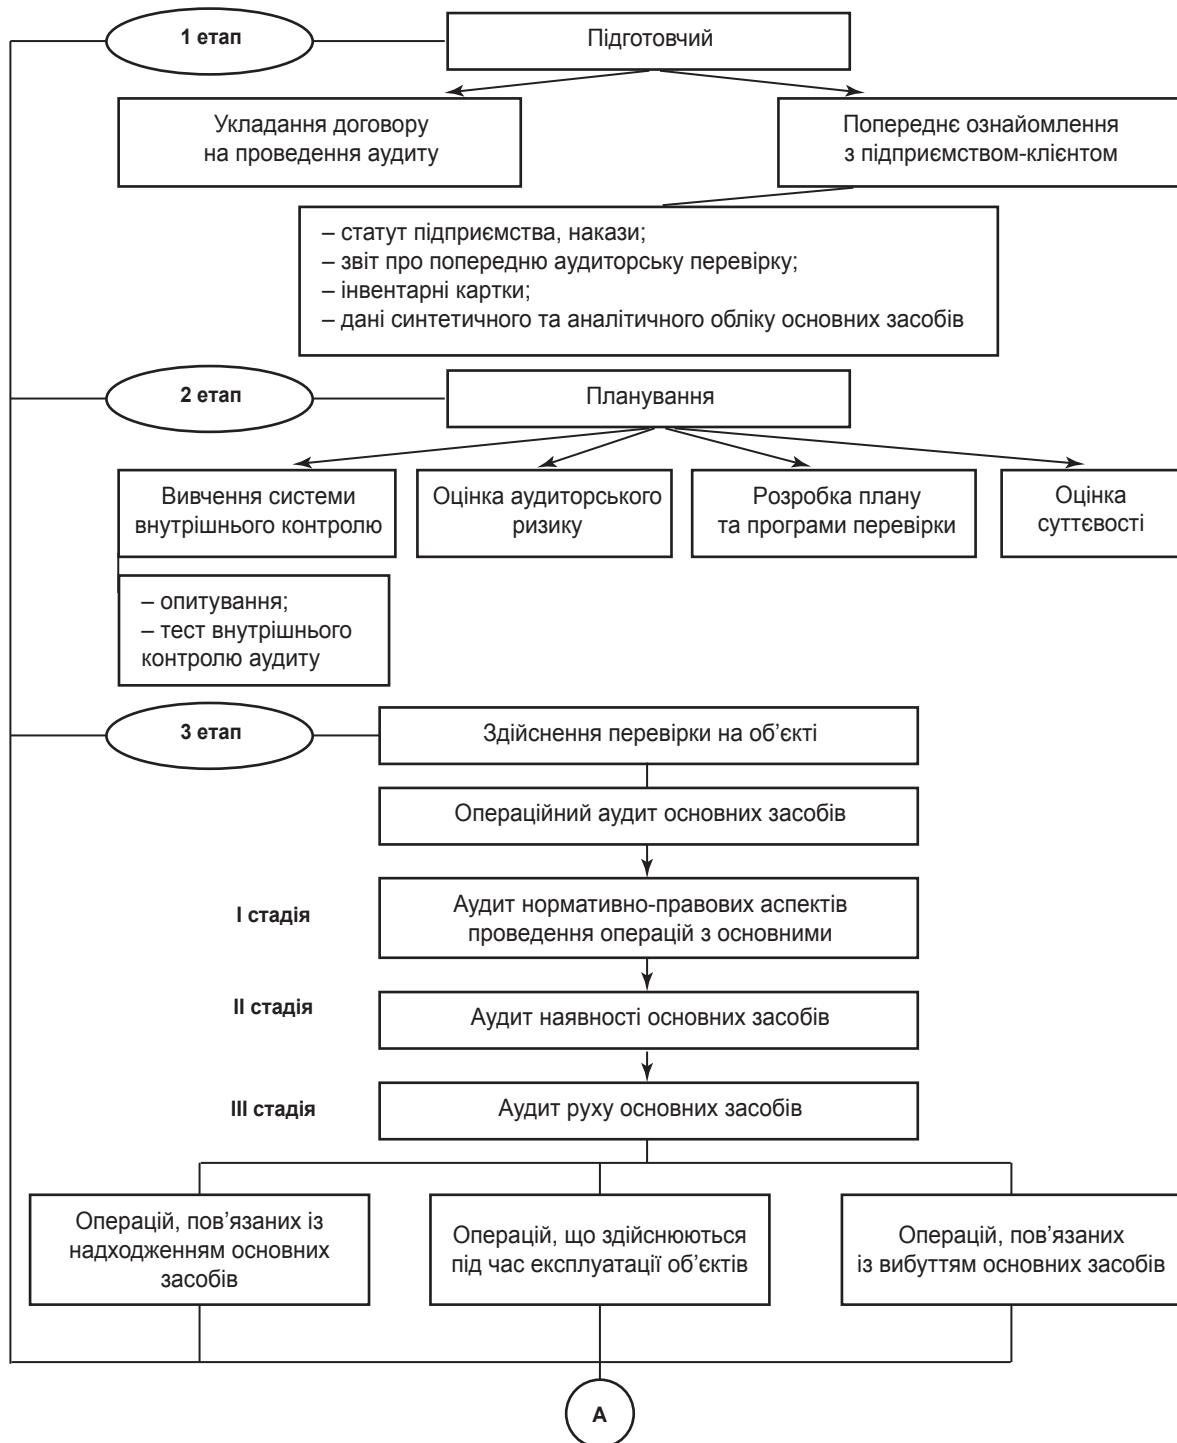 1 етап
Підготовчий
Укладання договору
на проведення аудиту
Попереднє ознайомлення
з підприємством-клієнтом
– статут підприємства, накази;
– звіт про попередню аудиторську перевірку;
– інвентарні картки;
– дані синтетичного та аналітичного обліку основних засобів
2 етап
Планування
Вивчення системи
внутрішнього контролю
Оцінка аудиторського
ризику
Розробка плану
та програми перевірки
Оцінка
суттєвості
– опитування;
– тест внутрішнього
контролю аудиту
3 етап
Здійснення перевірки на об’єкті
Операційний аудит основних засобів
I стадія
Аудит нормативно-правових аспектів
проведення операцій з основними
II стадія
Аудит наявності основних засобів
III стадія
Аудит руху основних засобів
Операцій, пов’язаних із
надходженням основних
засобів
Операцій, що здійснюються
під час експлуатації об’єктів
Операцій, пов’язаних
із вибуттям основних засобів
А